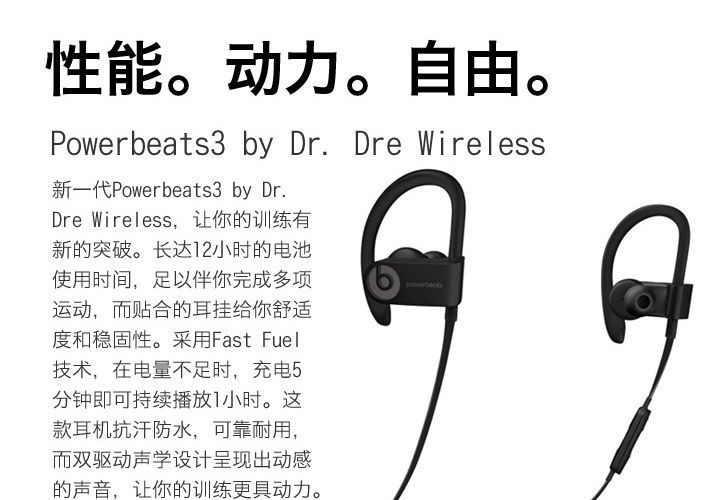 性能。动力。自由。
Powerbeats3 by Dr. Dre Wireless
新一代Powerbeats3 by Dr.
Dre Wireless，让你的训练有
新的突破。长达12小时的电池
使用时间，足以伴你完成多项
运动，而贴合的耳挂给你舒适
度和稳固性。采用Fast Fuel
技术，在电量不足时，充电5
分钟即可持续播放1小时。这
款耳机抗汗防水，可靠耐用，
而双驱动声学设计呈现出动感
的声音，让你的训练更具动力。
powerbeats